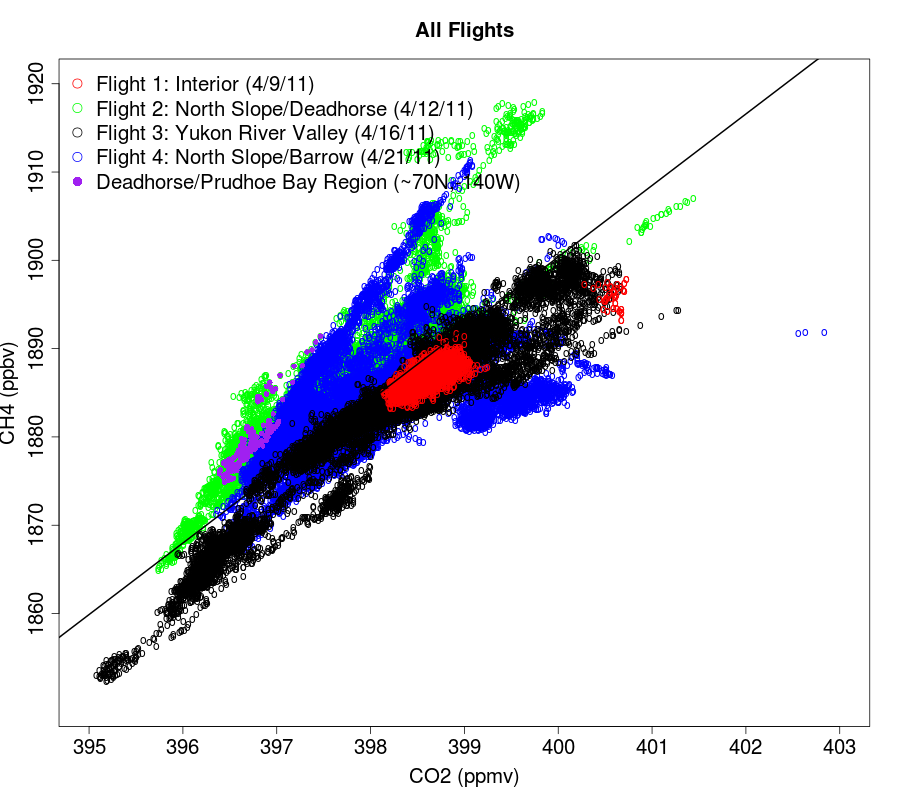 All Flights
Flight 1: Interior (4/9/11)
Flight 2: North Slope/Deadhorse (4/12/11)
Flight 3: Yukon River Valley (4/16/11)
Flight 4: North Slope/Barrow (4/21/11)
Deadhorse/Prudhoe Bay Region (~70N, 140W)
CH4 (ppbv)
1920
1910
1900
1890
1880
1870
1860
395 396 397 398 399 400 401 402 403
CO2 (ppmv)